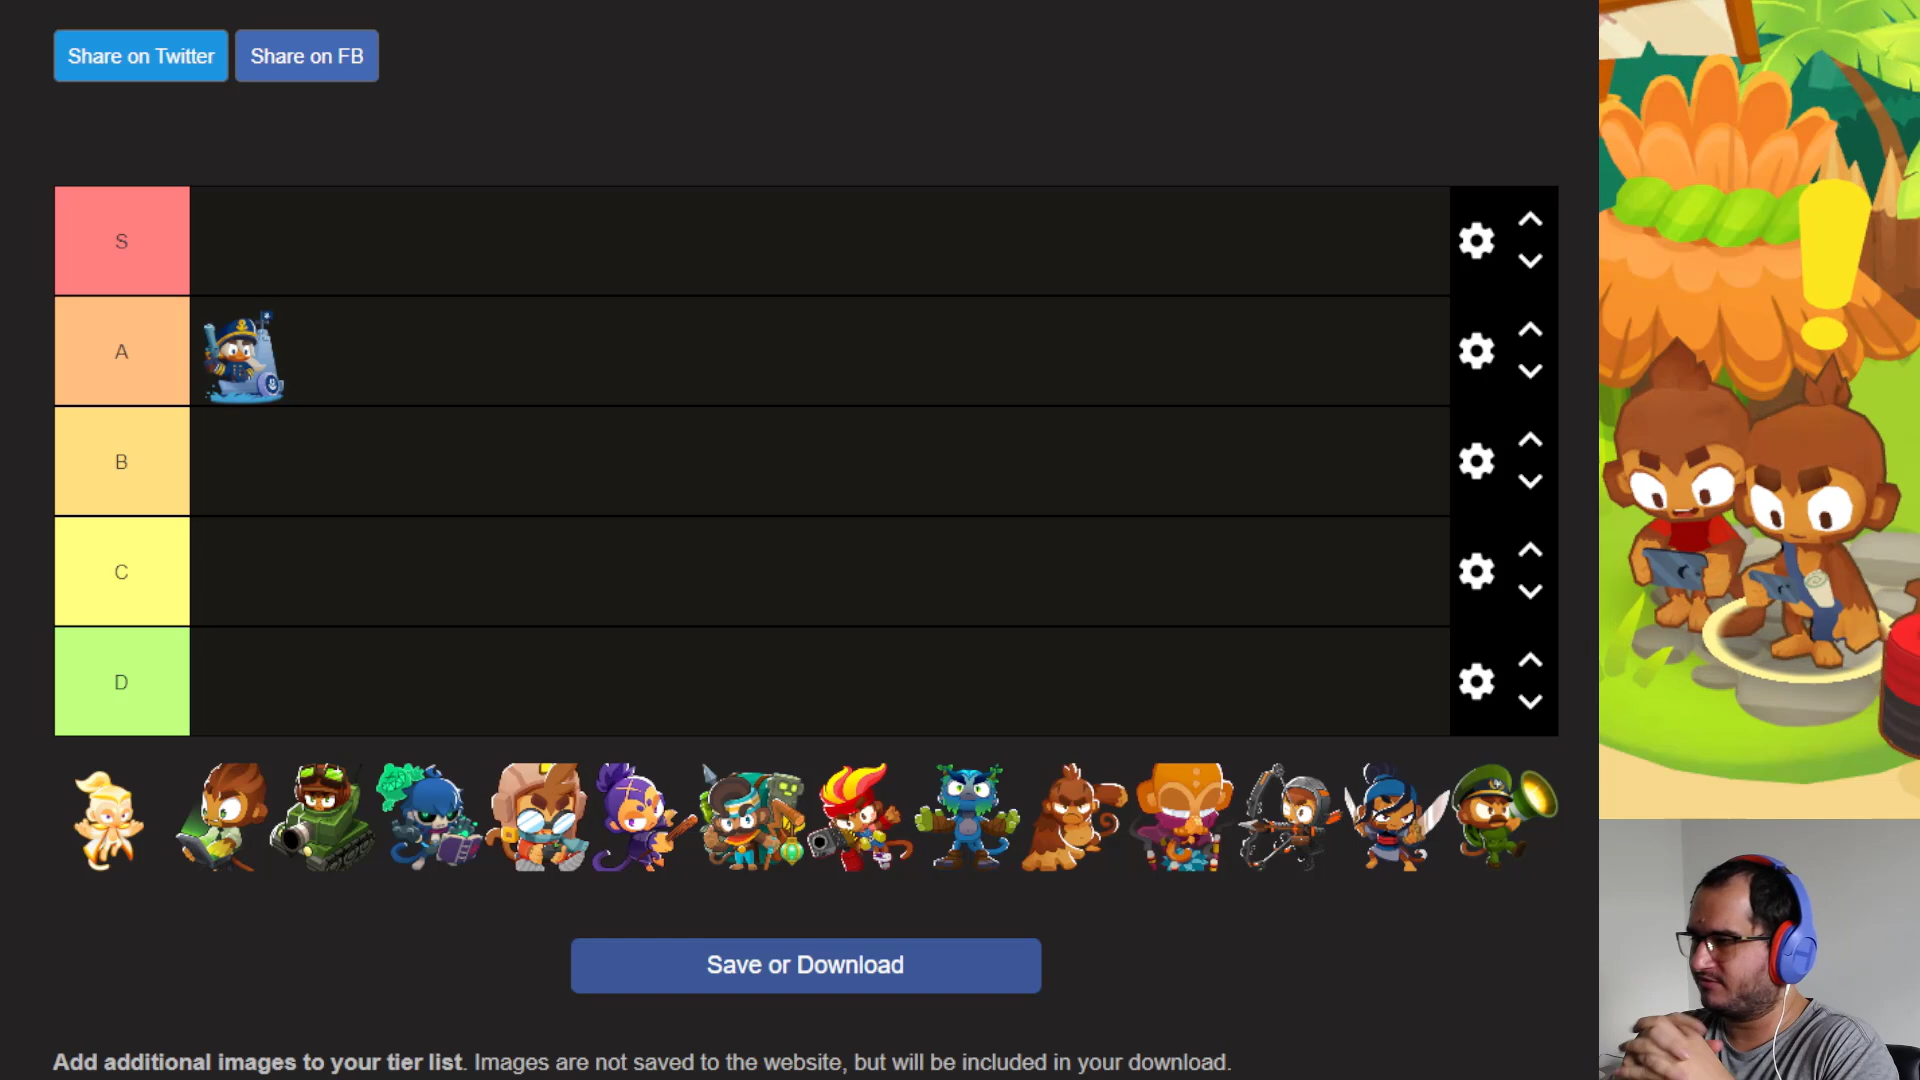 Share on Twitter
Share on FB
S
A
B
C
D
Save or Download
Add additional images to your tier list. Images are not saved to the website, but will be included in your download.